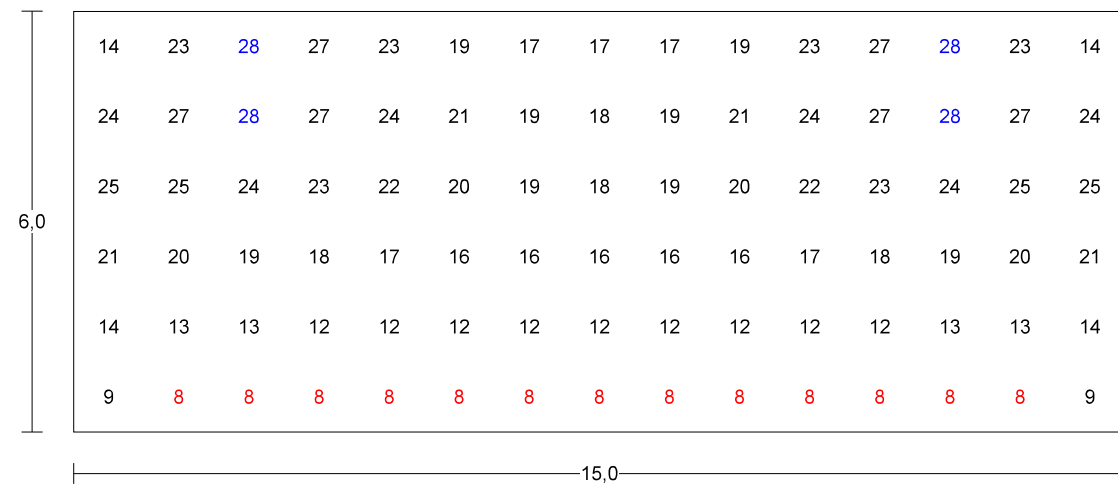 14 23 28 27 23 19 17 17 17 19 23 27 28 23 14
24 27 28 27 24 21 19 18 19 21 24 27 28 27 24
25 25 24 23 22 20 19 18 19 20 22 23 24 25 25
6,0
21 20 19 18 17 16 16 16 16 16 17 18 19 20 21
14 13 13 12 12 12 12 12 12 12 12 12 13 13 14
9 8 8 8 8 8 8 8 8 8 8 8 8 8 9
15,0